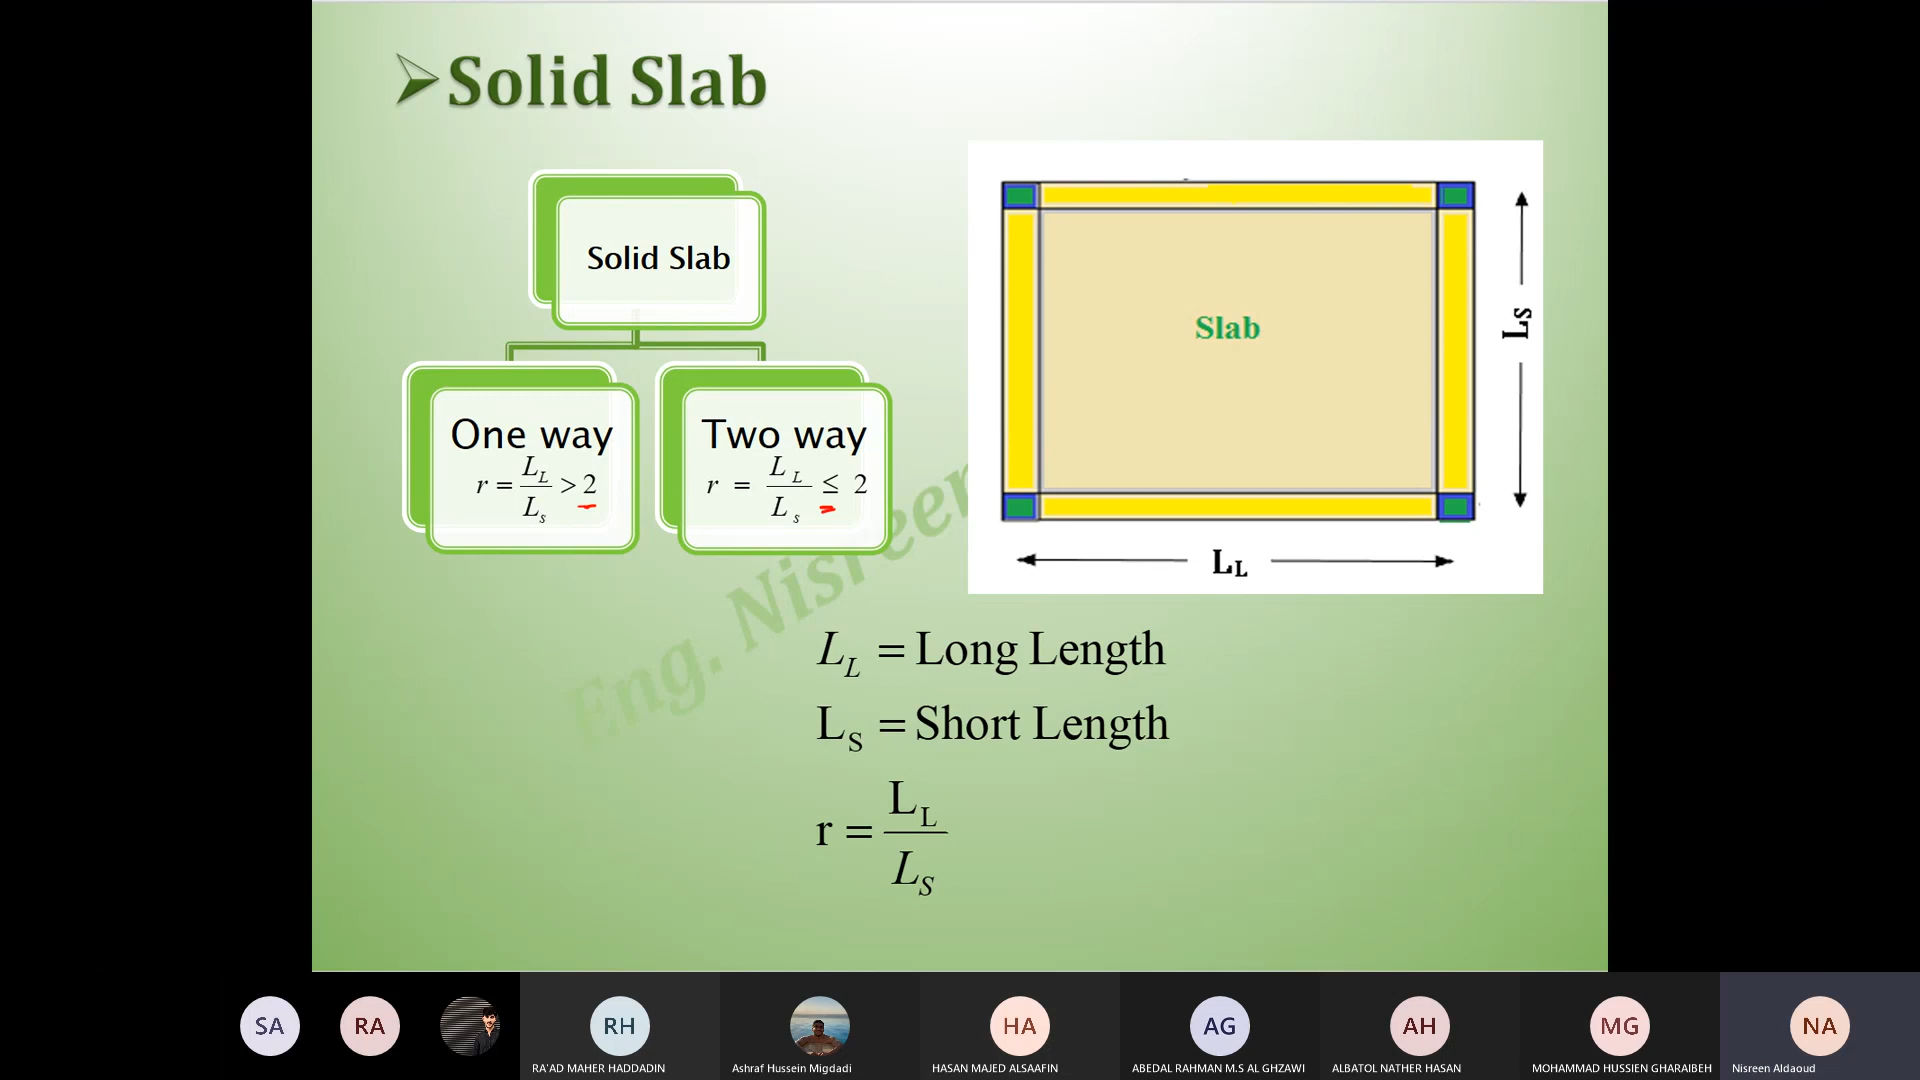 ➢Solid Slab
Solid Slab
One way
r = L_L / L_s > 2
Two way
r = L_L / L_s ≤ 2
Slab
L_S
L_L
Eng. Nisreen
L_L = Long Length
L_S = Short Length
r = L_L / L_S
SA
RA
RH
HA
AG
AH
MG
NA
RA'AD MAHER HADDADIN
Ashraf Hussein Migdadi
HASAN MAJED ALSAAFIN
ABEDAL RAHMAN M.S AL GHZAWI
ALBATOL NATHER HASAN
MOHAMMAD HUSSIEN GHARAIBEH
Nisreen Aldaoud